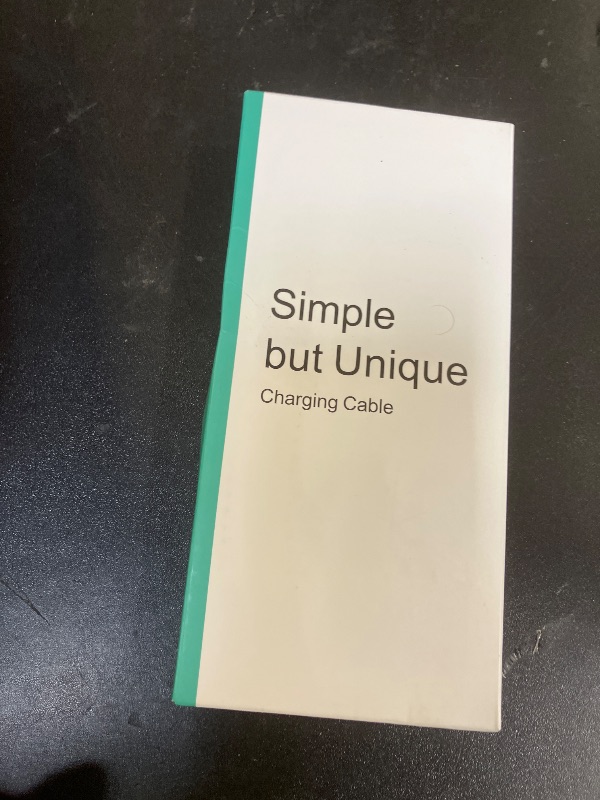 Simple
but Unique
Charging Cable